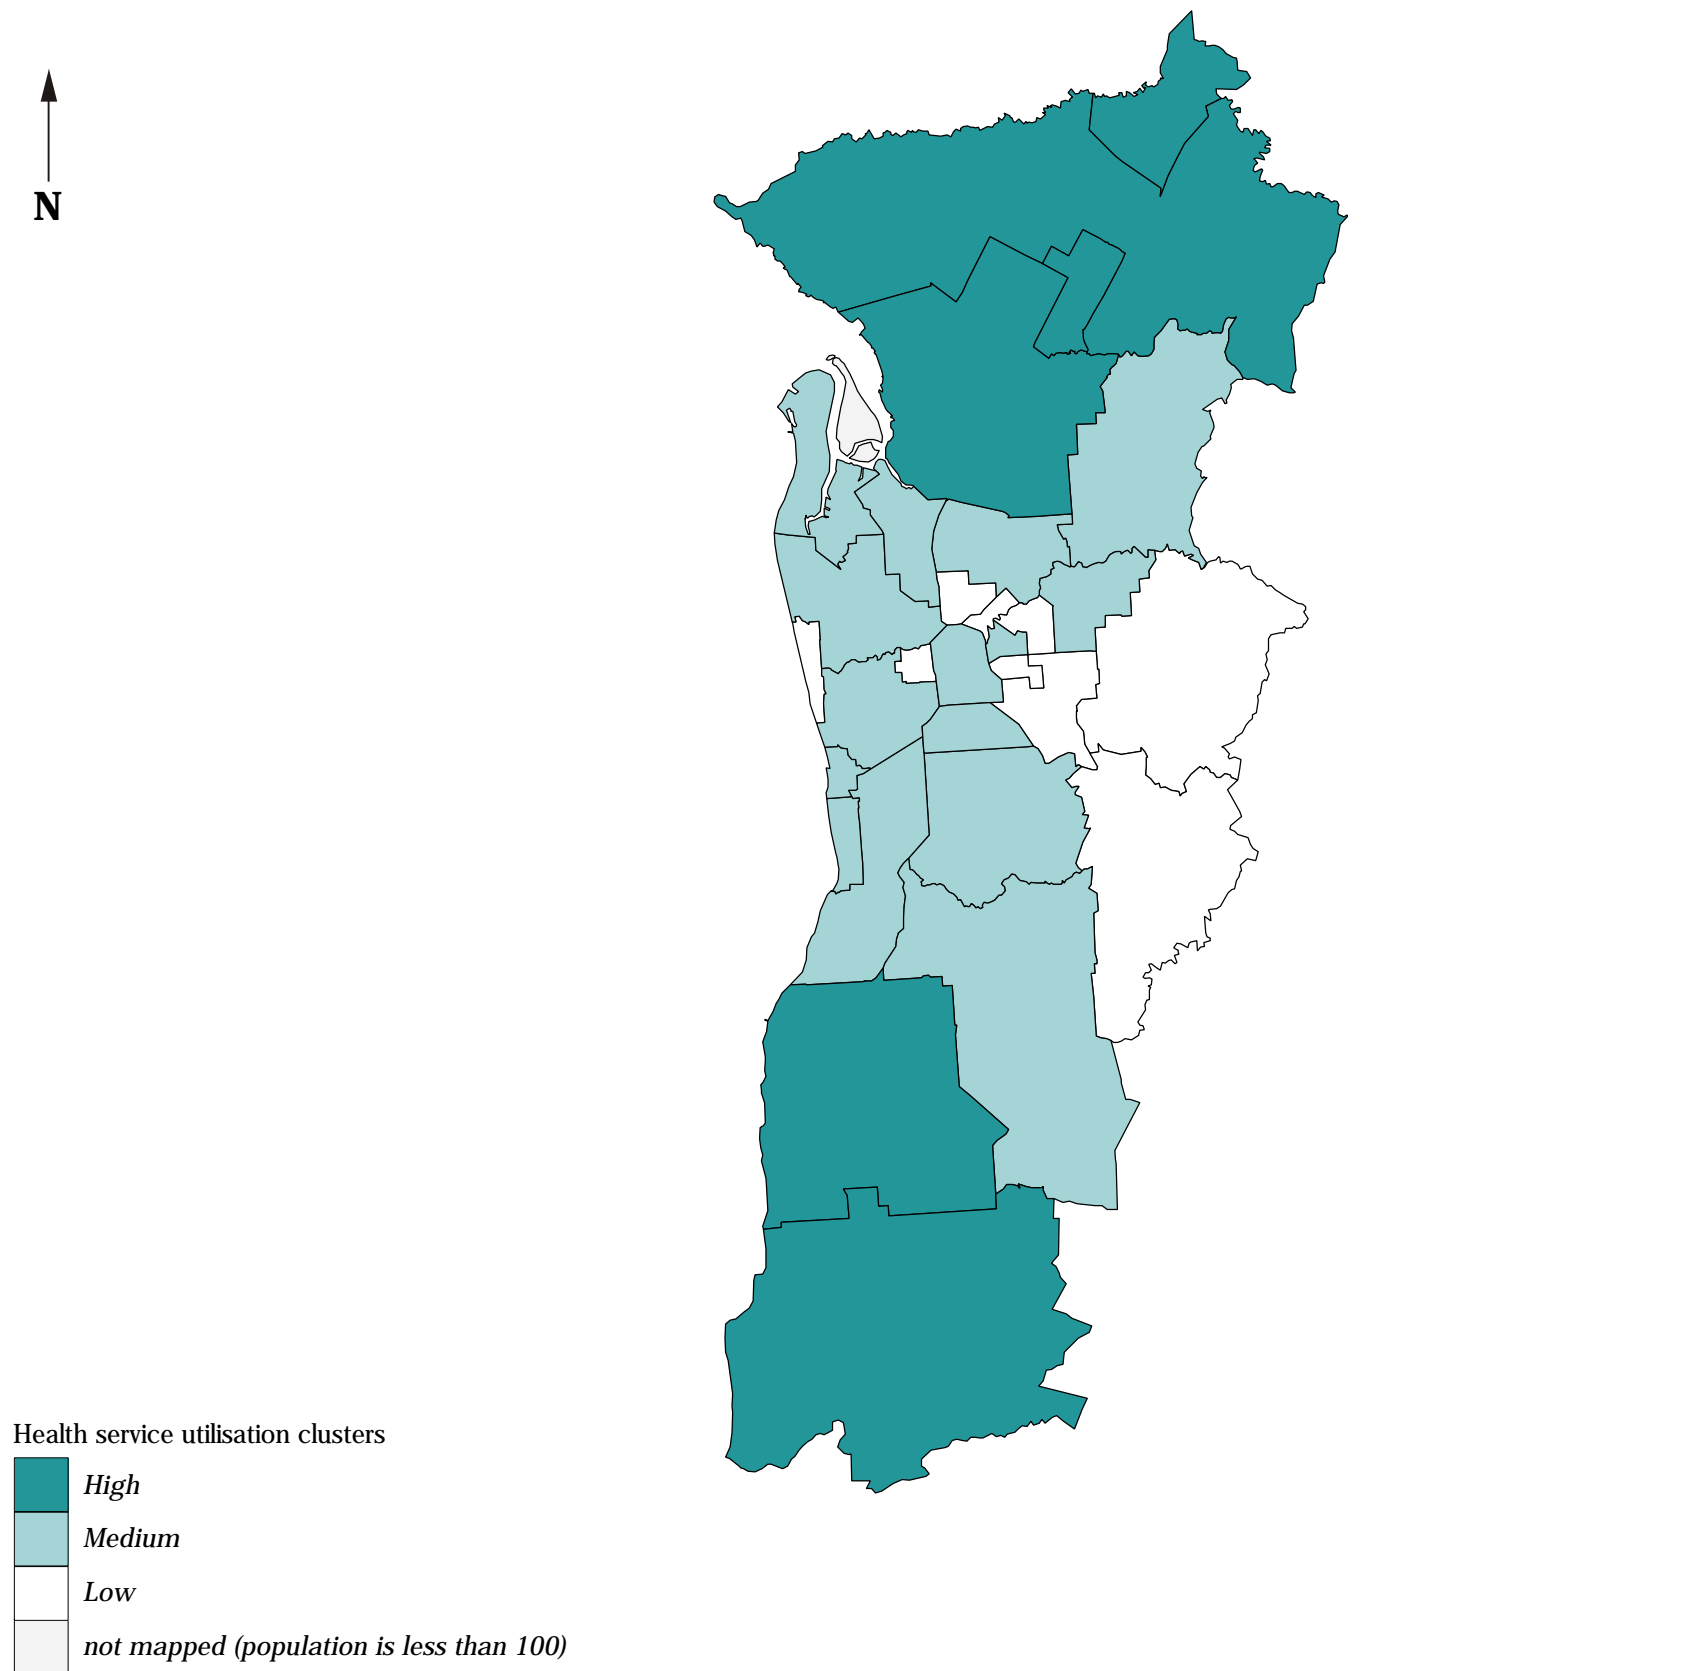 N
Health service utilisation clusters
High
Medium
Low
not mapped (population is less than 100)